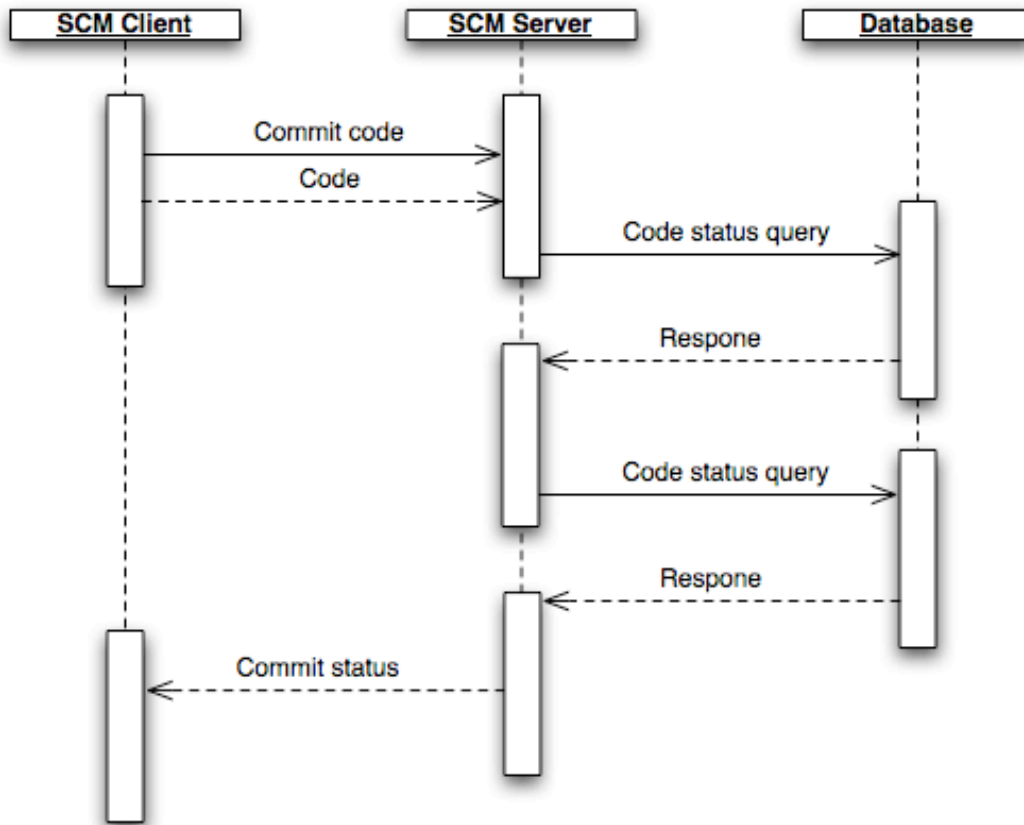 SCM Client
SCM Server
Database
Commit code
Code
Code status query
Respone
Code status query
Respone
Commit status